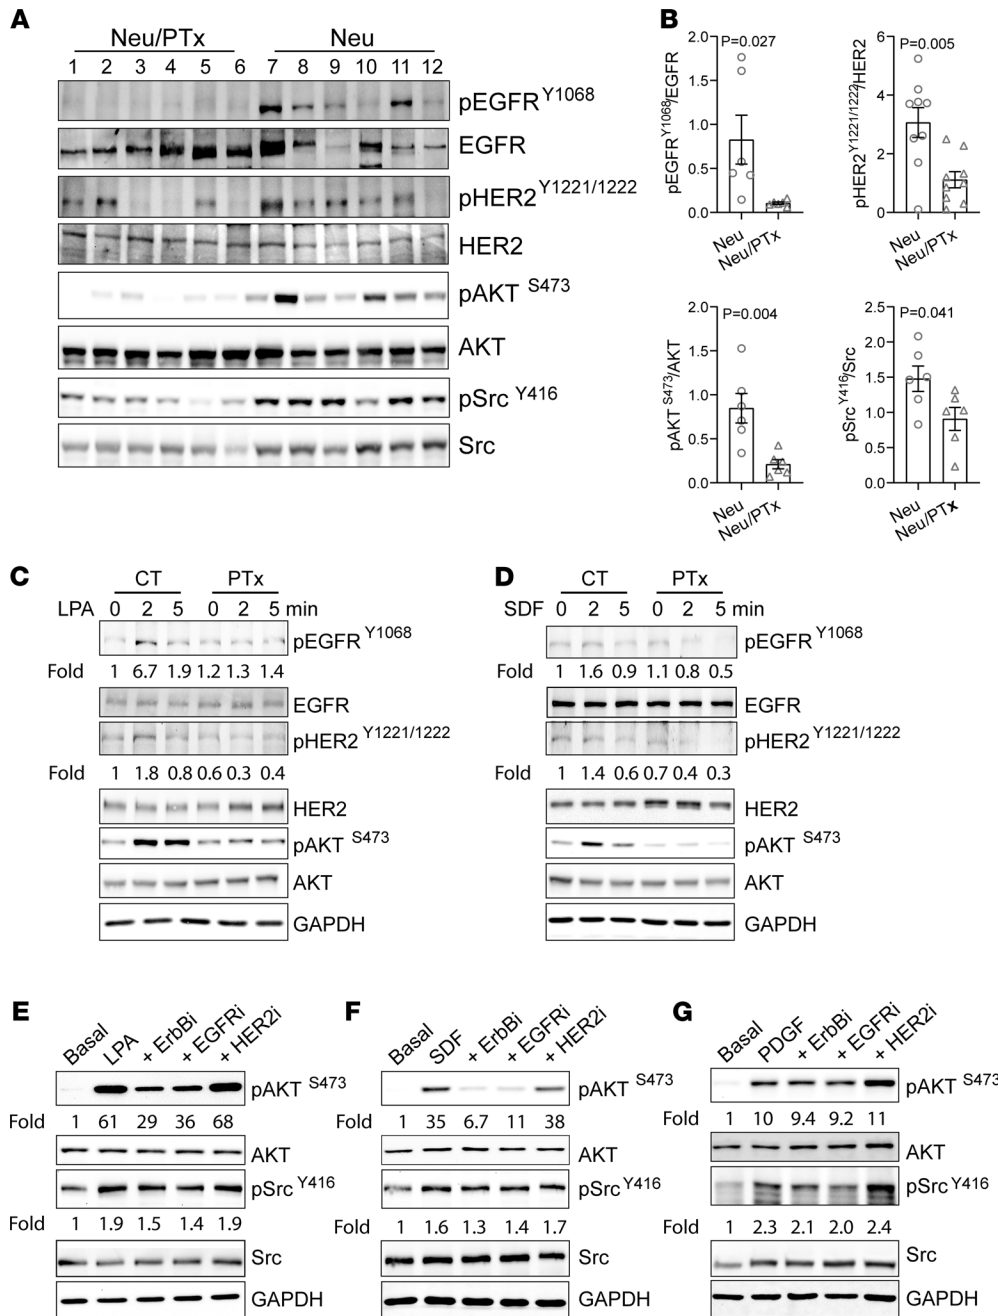 A
Neu/PTx Neu
1 2 3 4 5 6 7 8 9 10 11 12
pEGFR Y1068
EGFR
pHER2 Y1221/1222
HER2
pAKT S473
AKT
pSrc Y416
Src
B
2.0
1.5
1.0
0.5
0.0
pEGFR Y1068/EGFR
P=0.027
Neu
Neu/PTx
6
4
2
0
pHER2 Y1221/1222/HER2
P=0.005
Neu
Neu/PTx
2.0
1.5
1.0
0.5
0.0
pAKT S473/AKT
P=0.004
Neu
Neu/PTx
2.5
2.0
1.5
1.0
0.5
0.0
pSrc Y416/Src
P=0.041
Neu
Neu/PTx
C
CT PTx
LPA 0 2 5 0 2 5 min
pEGFR Y1068
Fold 1 6.7 1.9 1.2 1.3 1.4
EGFR
pHER2 Y1221/1222
Fold 1 1.8 0.8 0.6 0.3 0.4
HER2
pAKT S473
AKT
GAPDH
D
CT PTx
SDF 0 2 5 0 2 5 min
pEGFR Y1068
Fold 1 1.6 0.9 1.1 0.8 0.5
EGFR
pHER2 Y1221/1222
Fold 1 1.4 0.6 0.7 0.4 0.3
HER2
pAKT S473
AKT
GAPDH
E
Basal LPA + ErbBi + EGFRi + HER2i
pAKT S473
Fold 1 61 29 36 68
AKT
pSrc Y416
Fold 1 1.9 1.5 1.4 1.9
Src
GAPDH
F
Basal SDF + ErbBi + EGFRi + HER2i
pAKT S473
Fold 1 35 6.7 11 38
AKT
pSrc Y416
Fold 1 1.6 1.3 1.4 1.7
Src
GAPDH
G
Basal PDGF + ErbBi + EGFRi + HER2i
pAKT S473
Fold 1 10 9.4 9.2 11
AKT
pSrc Y416
Fold 1 2.3 2.1 2.0 2.4
Src
GAPDH